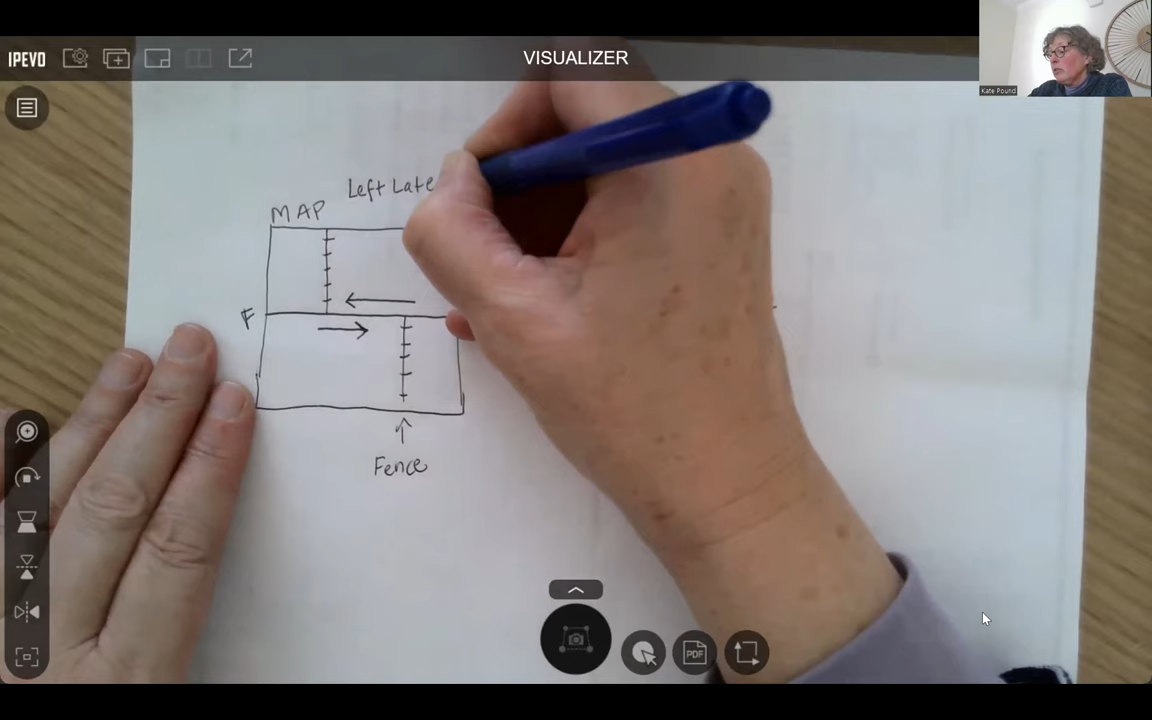 IPEVO
VISUALIZER
Kate Pound
Left Late
MAP
F
Fence
PDF